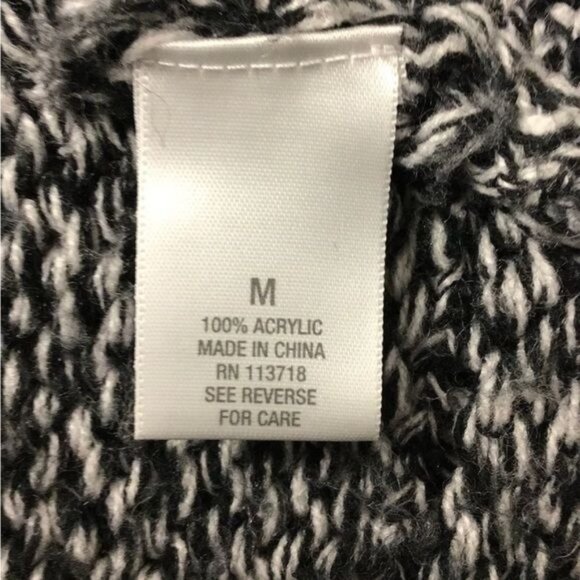 M
100% ACRYLIC
MADE IN CHINA
RN 113718
SEE REVERSE
FOR CARE